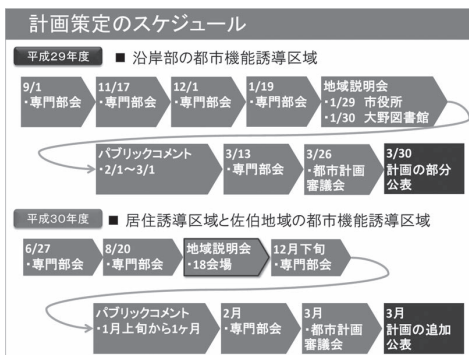 計画策定のスケジュール
平成29年度 ■ 沿岸部の都市機能誘導区域
9/1
・専門部会
11/17
・専門部会
12/1
・専門部会
1/19
・専門部会
地域説明会
・1/29 市役所
・1/30 大野図書館
パブリックコメント
・2/1～3/1
3/13
・専門部会
3/26
・都市計画
審議会
3/30
計画の部分
公表
平成30年度 ■ 居住誘導区域と佐伯地域の都市機能誘導区域
6/27
・専門部会
8/20
・専門部会
地域説明会
・18会場
12月下旬
・専門部会
パブリックコメント
・1月上旬から1ヶ月
2月
・専門部会
3月
・都市計画
審議会
3月
計画の追加
公表